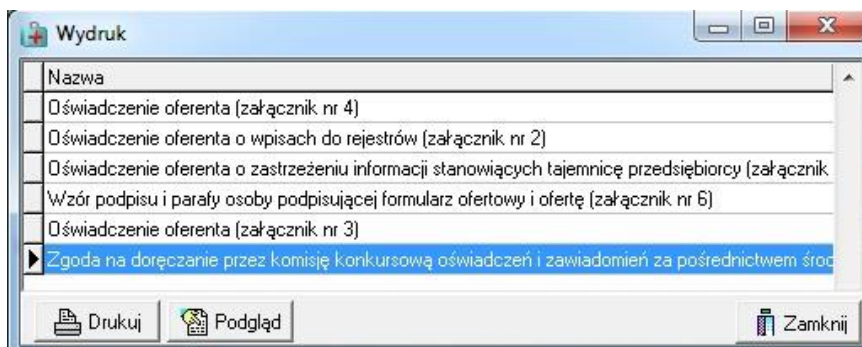 Wydruk
Nazwa
Oświadczenie oferenta (załącznik nr 4)
Oświadczenie oferenta o wpisach do rejestrów (załącznik nr 2)
Oświadczenie oferenta o zastrzeżeniu informacji stanowiących tajemnicę przedsiębiorcy (załącznik
Wzór podpisu i parafy osoby podpisującej formularz ofertowy i ofertę (załącznik nr 6)
Oświadczenie oferenta (załącznik nr 3)
Zgoda na doręczanie przez komisję konkursową oświadczeń i zawiadomień za pośrednictwem środ
Drukuj Podgląd Zamknij